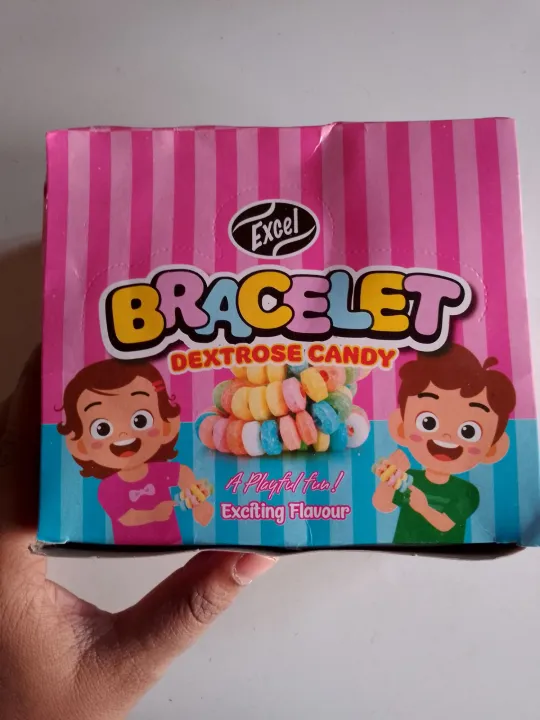 Excel
BRACELET
DEXTROSE CANDY
A Playful fun!
Exciting Flavour